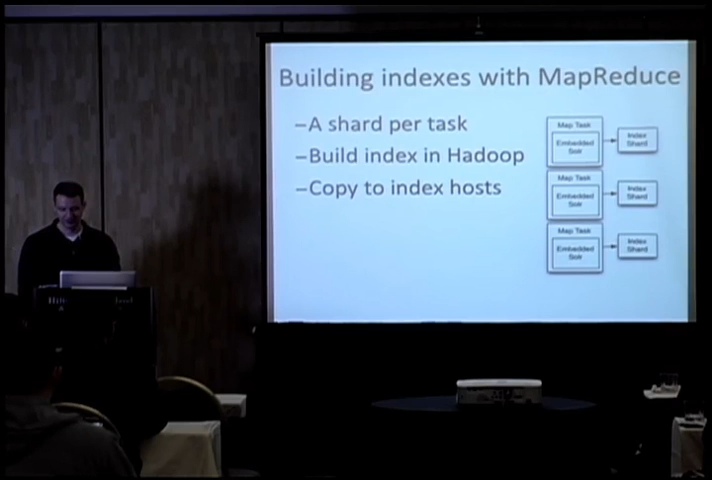 Building indexes with MapReduce
–A shard per task
–Build index in Hadoop
–Copy to index hosts
Map Task
Embedded
Solr
Index
Shard
Map Task
Embedded
Solr
Index
Shard
Map Task
Embedded
Solr
Index
Shard